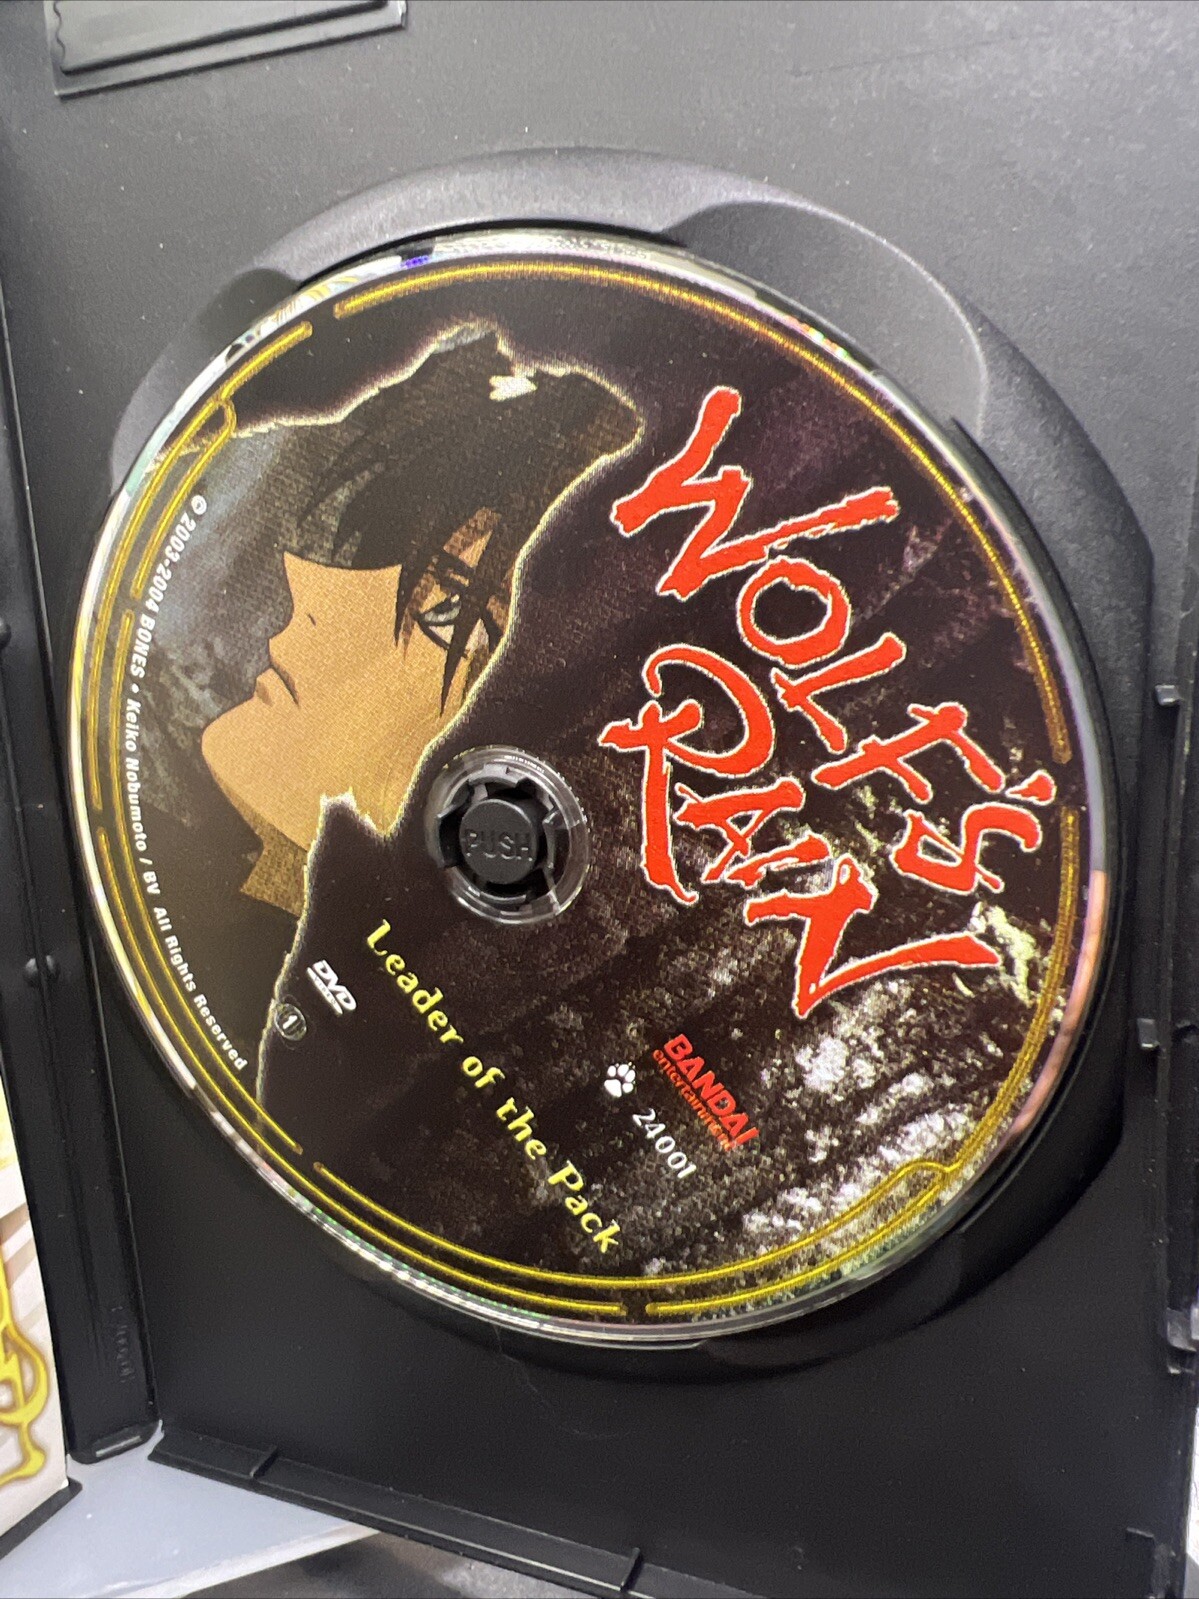 WOLF'S
RAIN
BANDAI
entertainment
24001
Leader of the Pack
DVD
1
PUSH
© 2003-2004 BONES • Keiko Nobumoto / BV All Rights Reserved